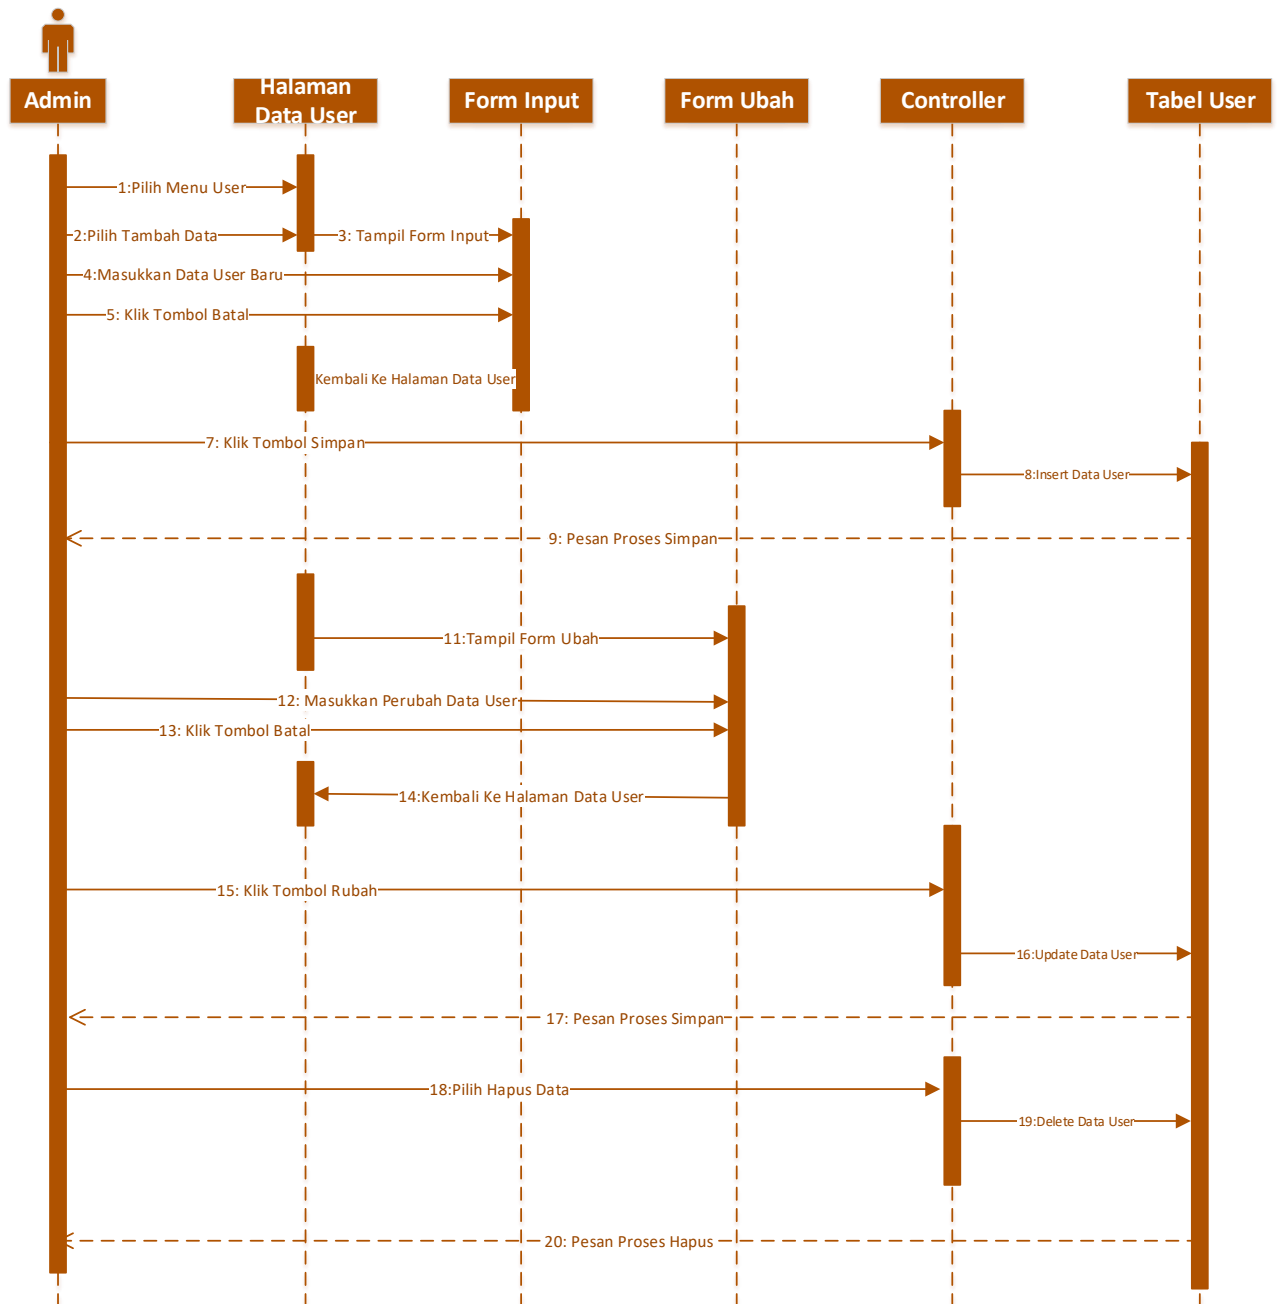 Admin
Halaman
Data User
Form Input
Form Ubah
Controller
Tabel User
1:Pilih Menu User
2:Pilih Tambah Data
3: Tampil Form Input
4:Masukkan Data User Baru
5: Klik Tombol Batal
Kembali Ke Halaman Data User
7: Klik Tombol Simpan
8:Insert Data User
9: Pesan Proses Simpan
11:Tampil Form Ubah
12: Masukkan Perubah Data User
13: Klik Tombol Batal
14:Kembali Ke Halaman Data User
15: Klik Tombol Rubah
16:Update Data User
17: Pesan Proses Simpan
18:Pilih Hapus Data
19:Delete Data User
20: Pesan Proses Hapus